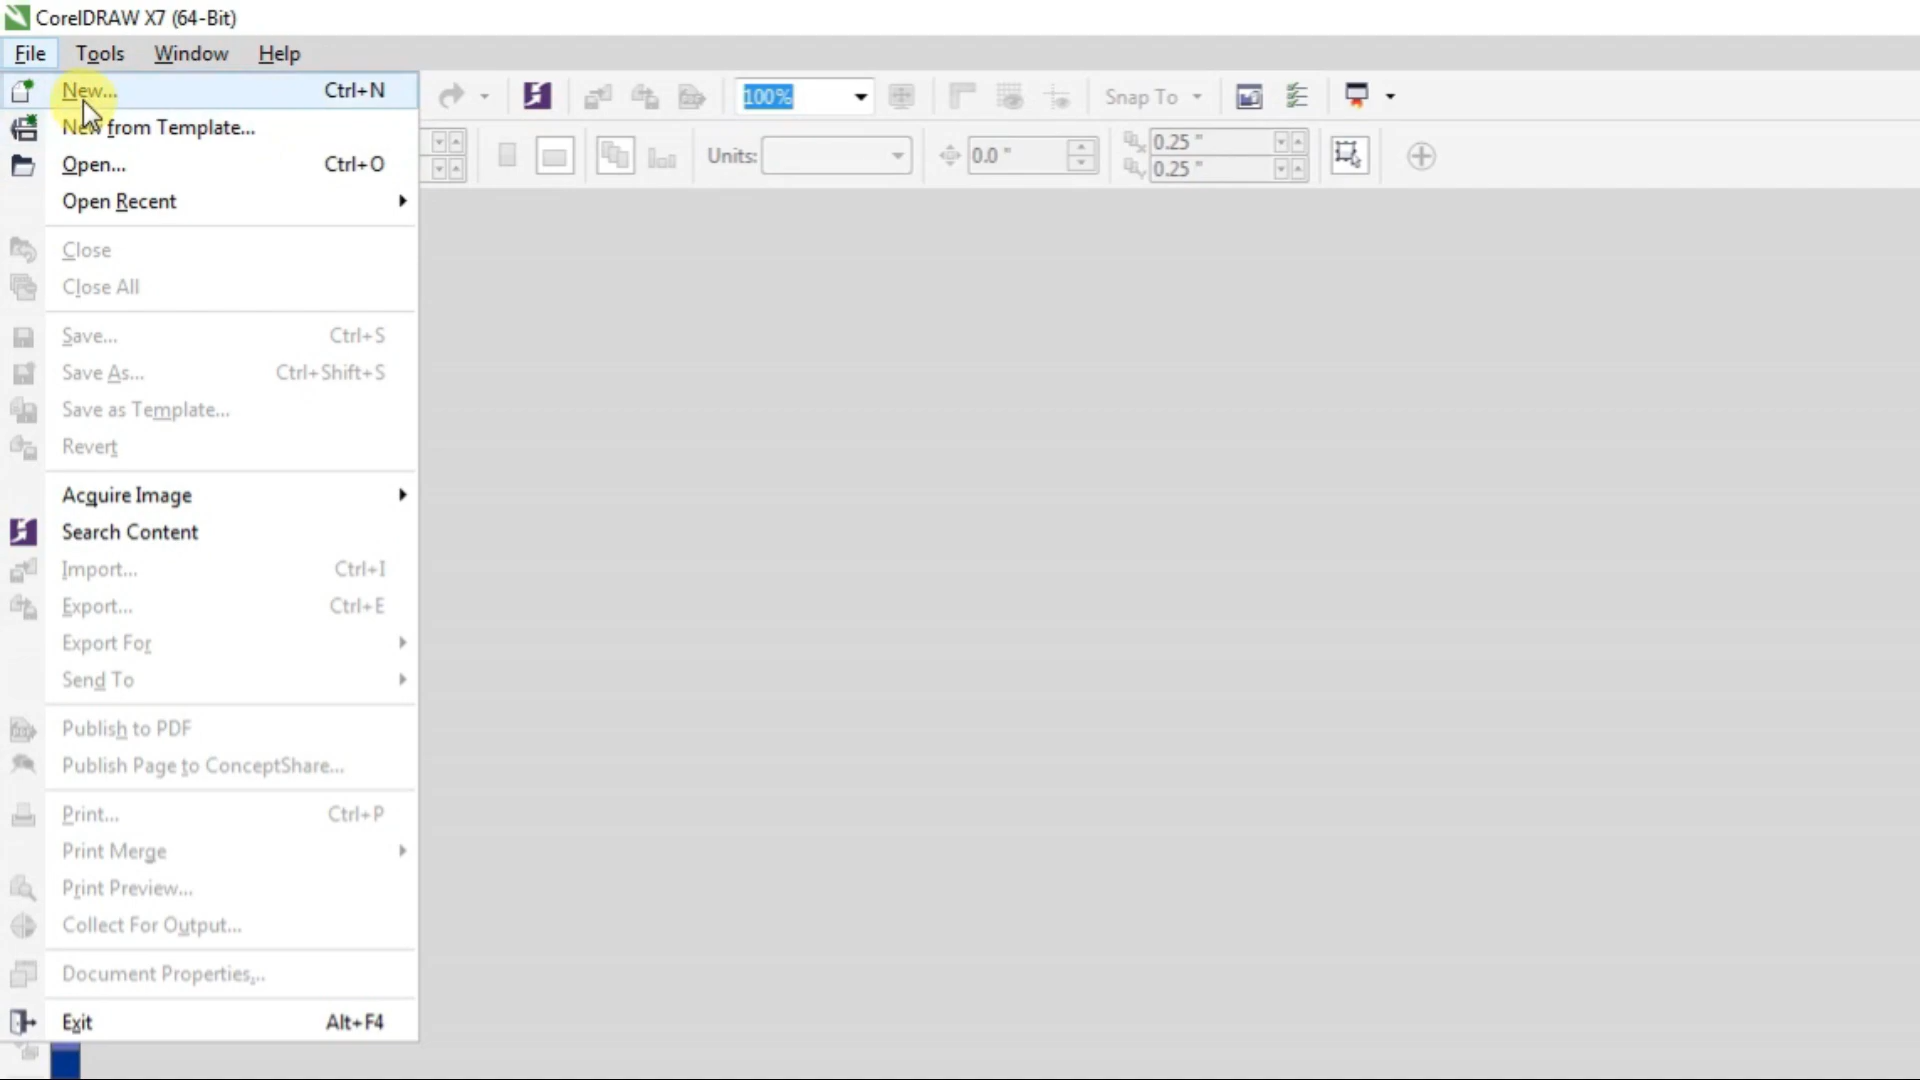 CorelDRAW X7 (64-Bit)
File Tools Window Help
New... Ctrl+N
New from Template...
Open... Ctrl+O
Open Recent
Close
Close All
Save... Ctrl+S
Save As... Ctrl+Shift+S
Save as Template...
Revert
Acquire Image
Search Content
Import... Ctrl+I
Export... Ctrl+E
Export For
Send To
Publish to PDF
Publish Page to ConceptShare...
Print... Ctrl+P
Print Merge
Print Preview...
Collect For Output...
Document Properties...
Exit Alt+F4
100% Snap To
Units: 0.0 " 0.25 "
0.25 "